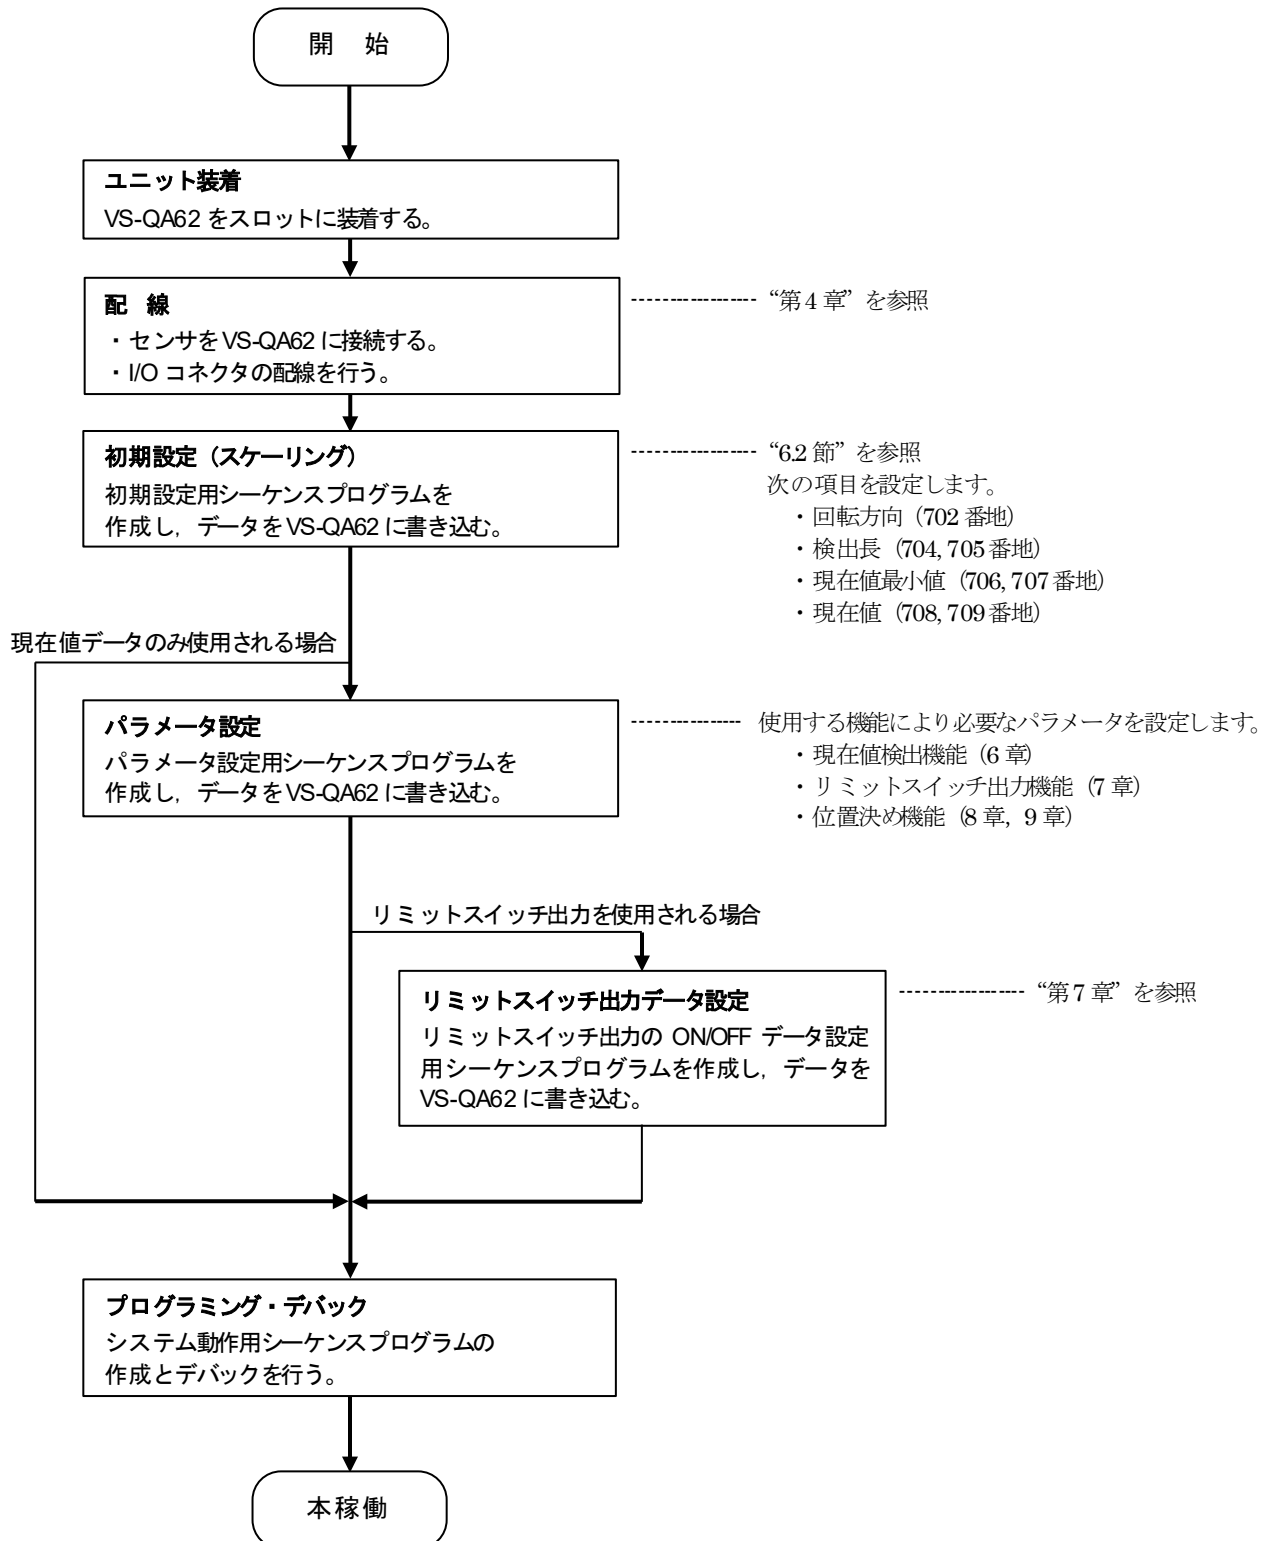 開 始
ユニット装着
VS-QA62 をスロットに装着する。
配 線
・センサをVS-QA62 に接続する。
・I/O コネクタの配線を行う。
“第4 章”を参照
初期設定（スケーリング）
初期設定用シーケンスプログラムを
作成し，データをVS-QA62 に書き込む。
“6.2 節”を参照
次の項目を設定します。
・回転方向（702 番地）
・検出長（704, 705 番地）
・現在値最小値（706, 707 番地）
・現在値（708, 709 番地）
現在値データのみ使用される場合
パラメータ設定
パラメータ設定用シーケンスプログラムを
作成し，データをVS-QA62 に書き込む。
使用する機能により必要なパラメータを設定します。
・現在値検出機能（6 章）
・リミットスイッチ出力機能（7 章）
・位置決め機能（8 章，9 章）
リミットスイッチ出力を使用される場合
リミットスイッチ出力データ設定
リミットスイッチ出力の ON/OFF データ設定
用シーケンスプログラムを作成し，データを
VS-QA62 に書き込む。
“第7 章”を参照
プログラミング・デバック
システム動作用シーケンスプログラムの
作成とデバックを行う。
本稼働